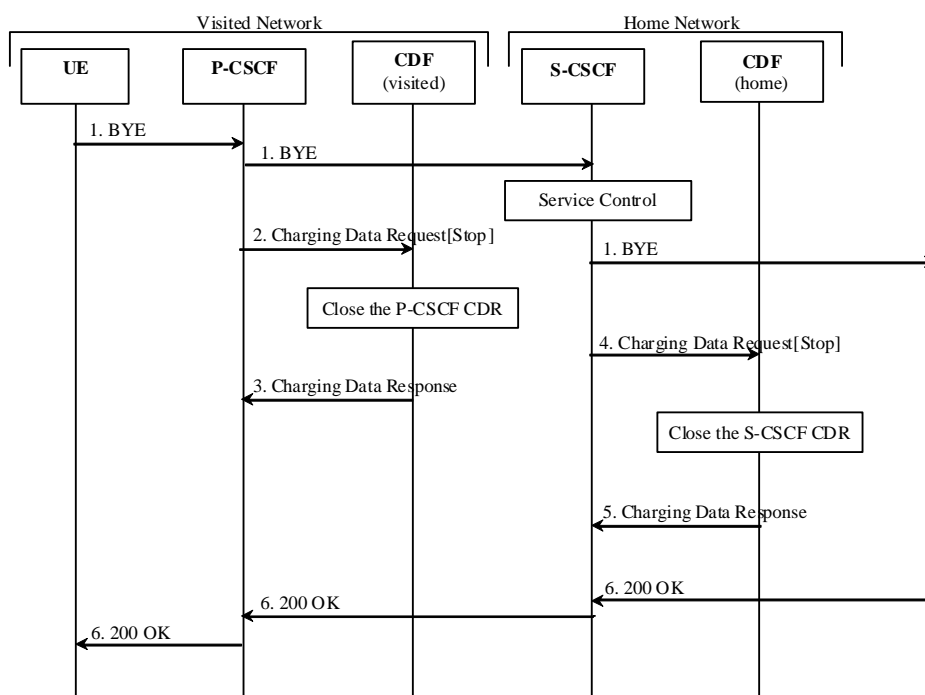 Visited Network
Home Network
UE
P-CSCF
CDF
(visited)
S-CSCF
CDF
(home)
1. BYE
1. BYE
Service Control
2. Charging Data Request[Stop]
1. BYE
Close the P-CSCF CDR
4. Charging Data Request[Stop]
3. Charging Data Response
Close the S-CSCF CDR
5. Charging Data Response
6. 200 OK
6. 200 OK
6. 200 OK